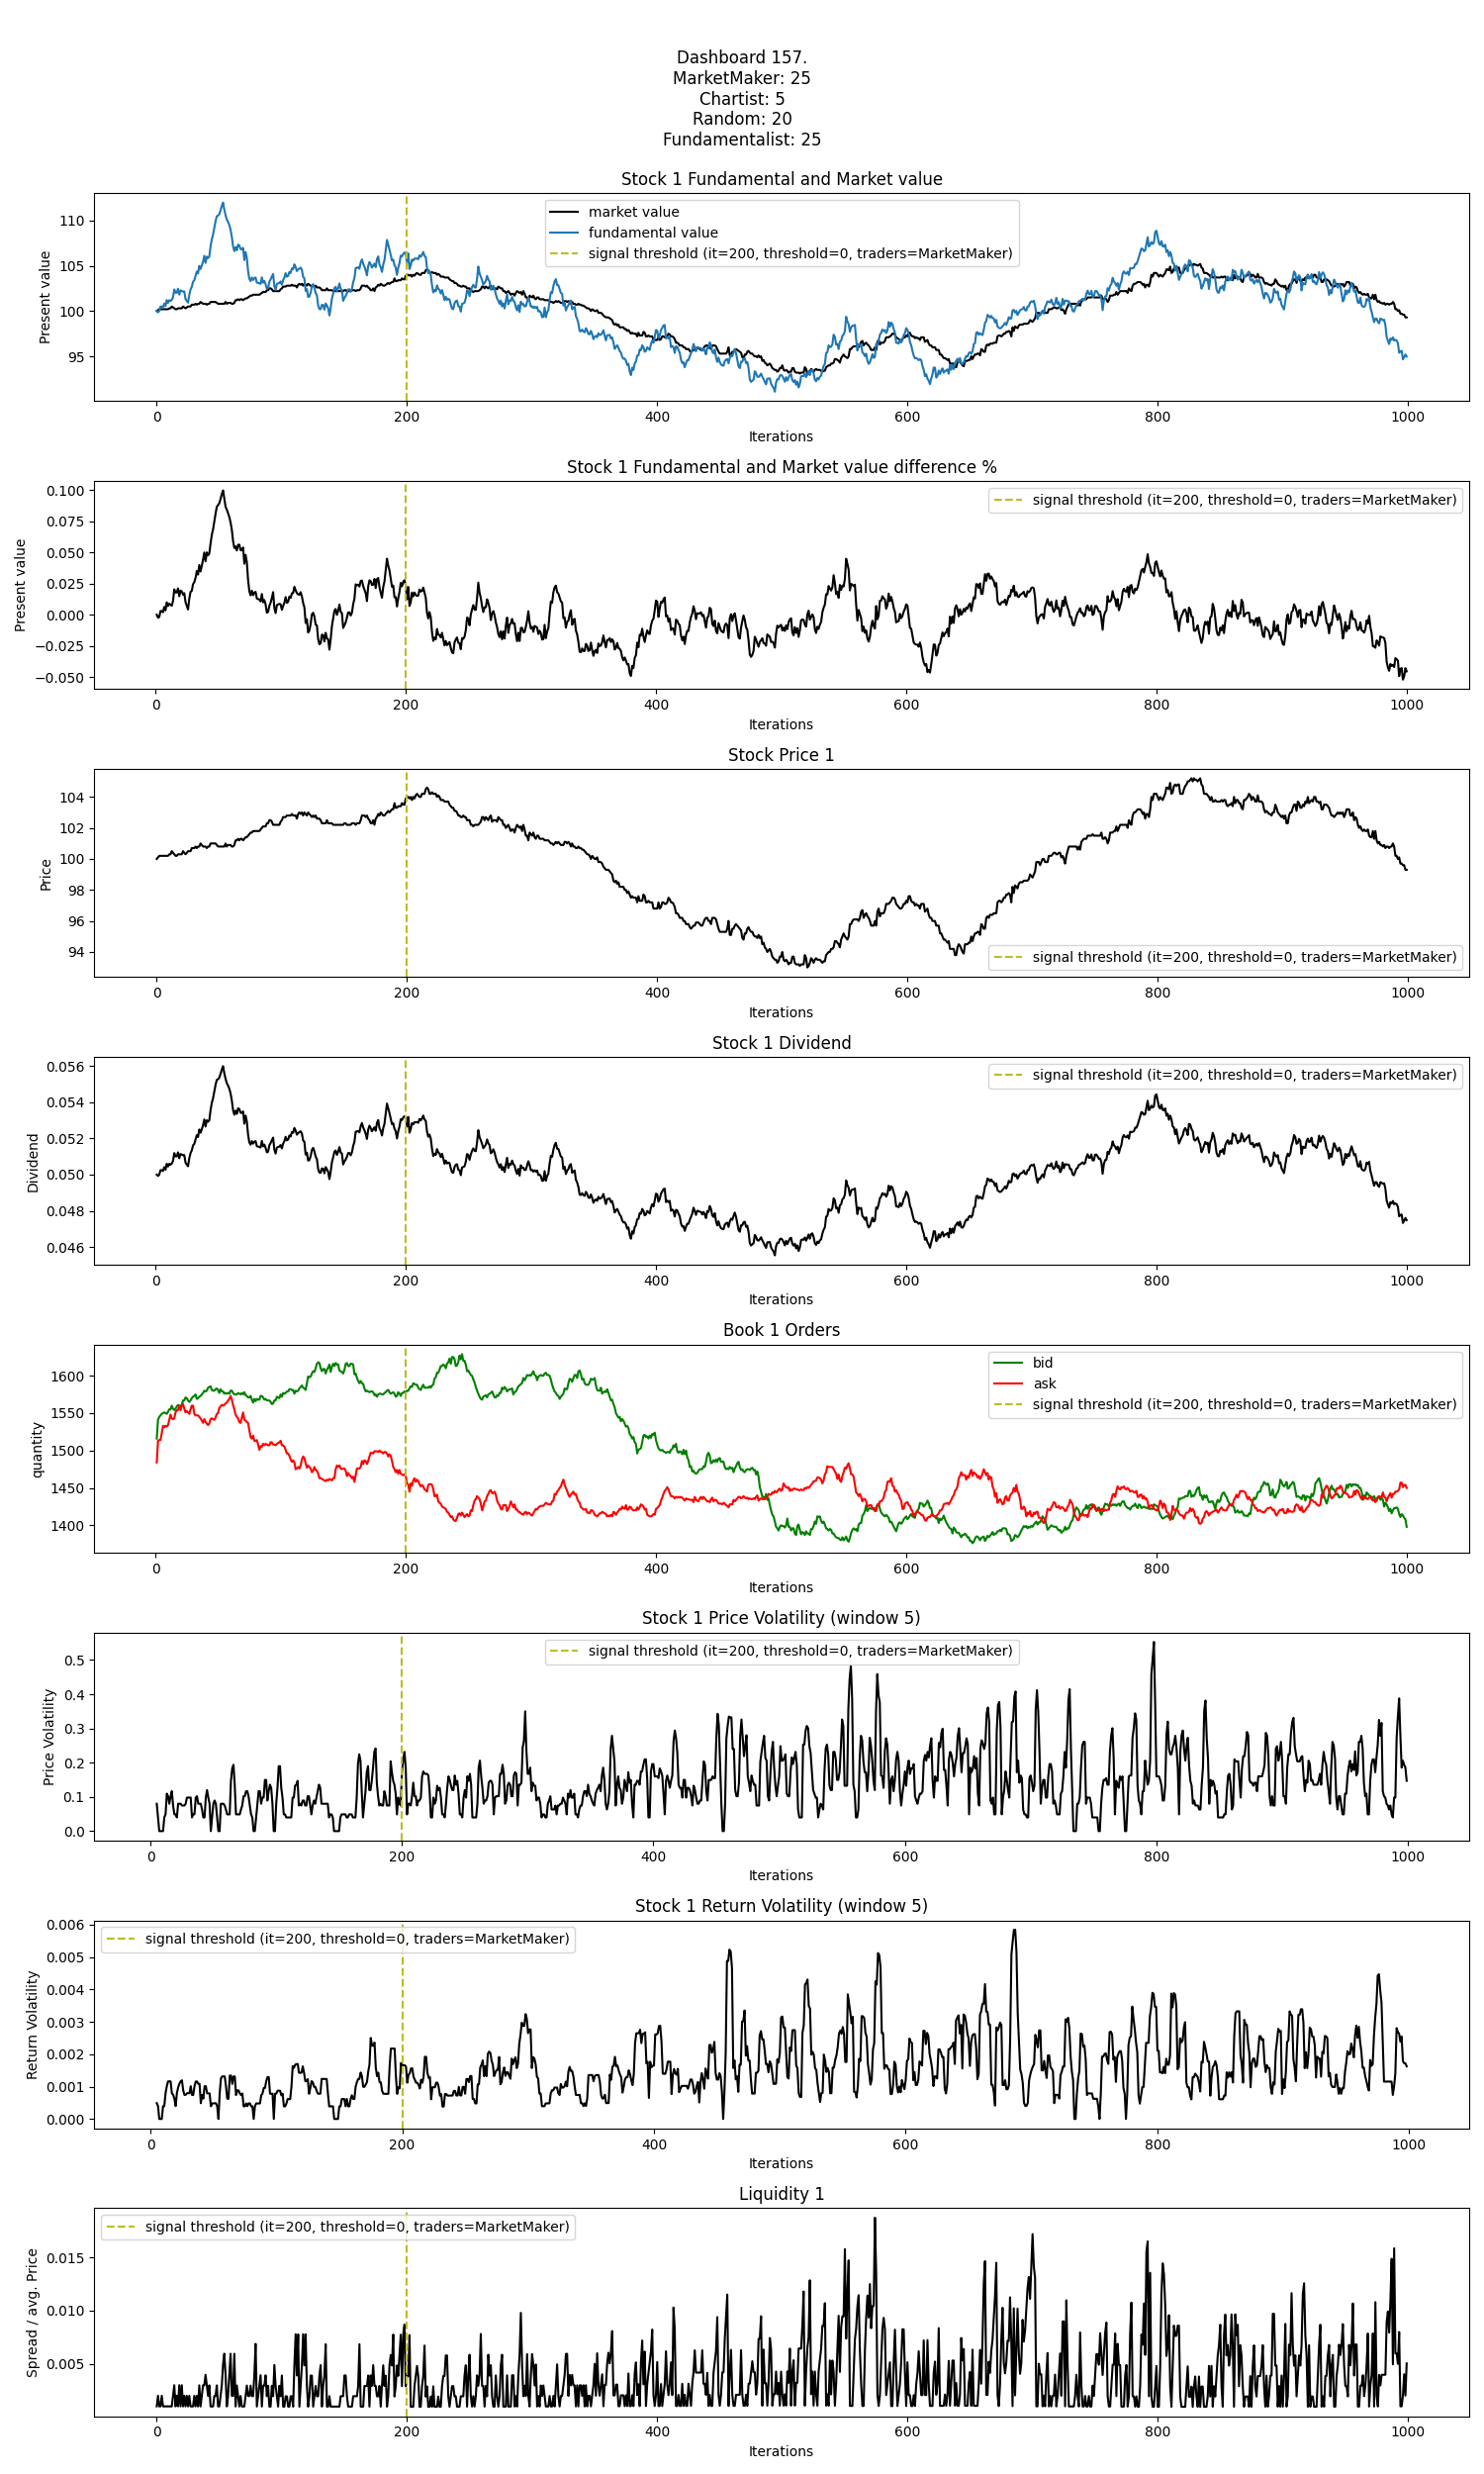 Dashboard 157.
MarketMaker: 25
Chartist: 5
Random: 20
Fundamentalist: 25
Stock 1 Fundamental and Market value
market value
fundamental value
signal threshold (it=200, threshold=0, traders=MarketMaker)
Present value
110
105
100
95
0 200 400 600 800 1000
Iterations
Stock 1 Fundamental and Market value difference %
signal threshold (it=200, threshold=0, traders=MarketMaker)
Present value
0.100
0.075
0.050
0.025
0.000
−0.025
−0.050
0 200 400 600 800 1000
Iterations
Stock Price 1
signal threshold (it=200, threshold=0, traders=MarketMaker)
Price
104
102
100
98
96
94
0 200 400 600 800 1000
Iterations
Stock 1 Dividend
signal threshold (it=200, threshold=0, traders=MarketMaker)
Dividend
0.056
0.054
0.052
0.050
0.048
0.046
0 200 400 600 800 1000
Iterations
Book 1 Orders
bid
ask
signal threshold (it=200, threshold=0, traders=MarketMaker)
quantity
1600
1550
1500
1450
1400
0 200 400 600 800 1000
Iterations
Stock 1 Price Volatility (window 5)
signal threshold (it=200, threshold=0, traders=MarketMaker)
Price Volatility
0.5
0.4
0.3
0.2
0.1
0.0
0 200 400 600 800 1000
Iterations
Stock 1 Return Volatility (window 5)
signal threshold (it=200, threshold=0, traders=MarketMaker)
Return Volatility
0.006
0.005
0.004
0.003
0.002
0.001
0.000
0 200 400 600 800 1000
Iterations
Liquidity 1
signal threshold (it=200, threshold=0, traders=MarketMaker)
Spread / avg. Price
0.015
0.010
0.005
0 200 400 600 800 1000
Iterations